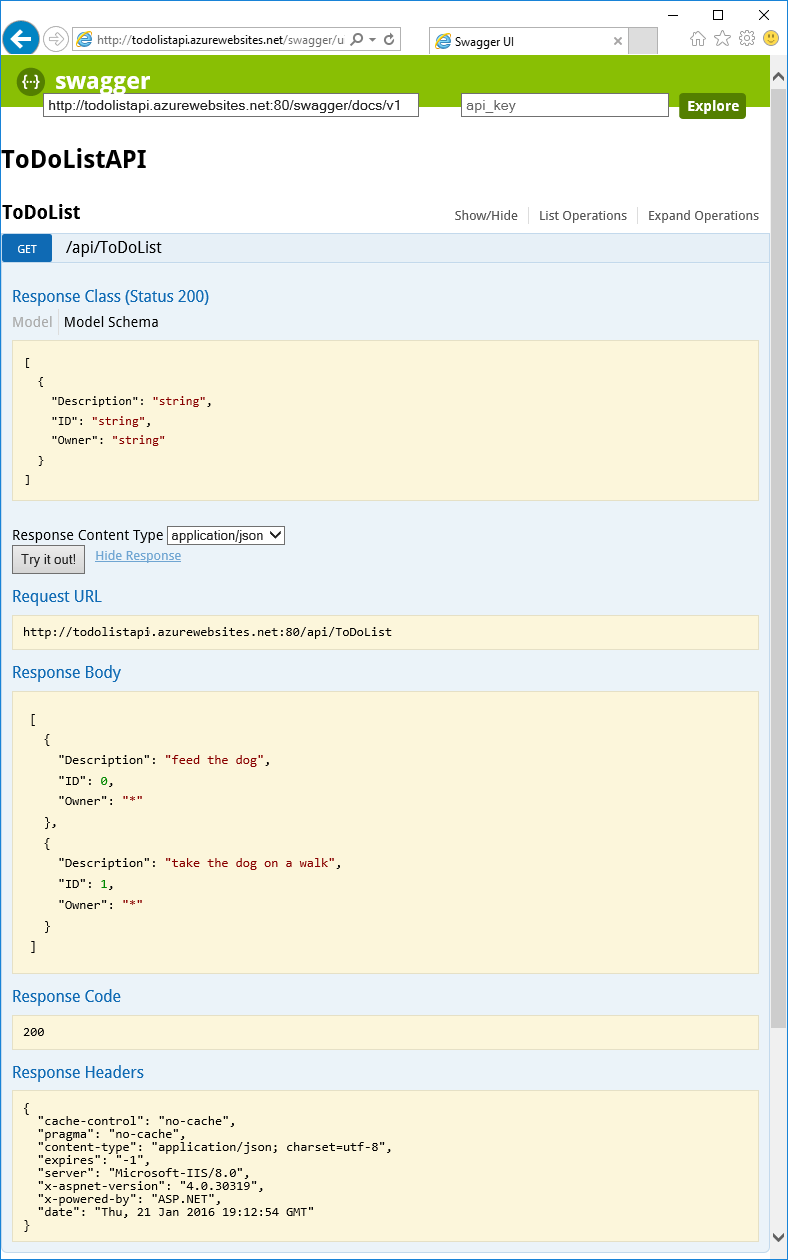 http://todolistapi.azurewebsites.net/swagger/u
Swagger UI
{···} swagger
http://todolistapi.azurewebsites.net:80/swagger/docs/v1
api_key
Explore
ToDoListAPI
ToDoList
Show/Hide
List Operations
Expand Operations
GET /api/ToDoList
Response Class (Status 200)
Model Model Schema
[
  {
    "Description": "string",
    "ID": "string",
    "Owner": "string"
  }
]
Response Content Type application/json
Try it out! Hide Response
Request URL
http://todolistapi.azurewebsites.net:80/api/ToDoList
Response Body
[
  {
    "Description": "feed the dog",
    "ID": 0,
    "Owner": "*"
  },
  {
    "Description": "take the dog on a walk",
    "ID": 1,
    "Owner": "*"
  }
]
Response Code
200
Response Headers
{
  "cache-control": "no-cache",
  "pragma": "no-cache",
  "content-type": "application/json; charset=utf-8",
  "expires": "-1",
  "server": "Microsoft-IIS/8.0",
  "x-aspnet-version": "4.0.30319",
  "x-powered-by": "ASP.NET",
  "date": "Thu, 21 Jan 2016 19:12:54 GMT"
}